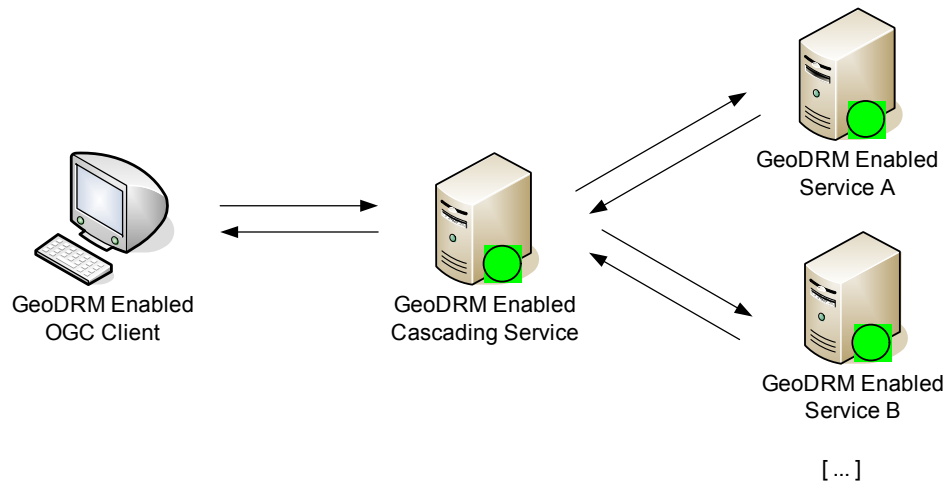 GeoDRM Enabled
OGC Client
GeoDRM Enabled
Cascading Service
GeoDRM Enabled
Service A
GeoDRM Enabled
Service B
[ ... ]